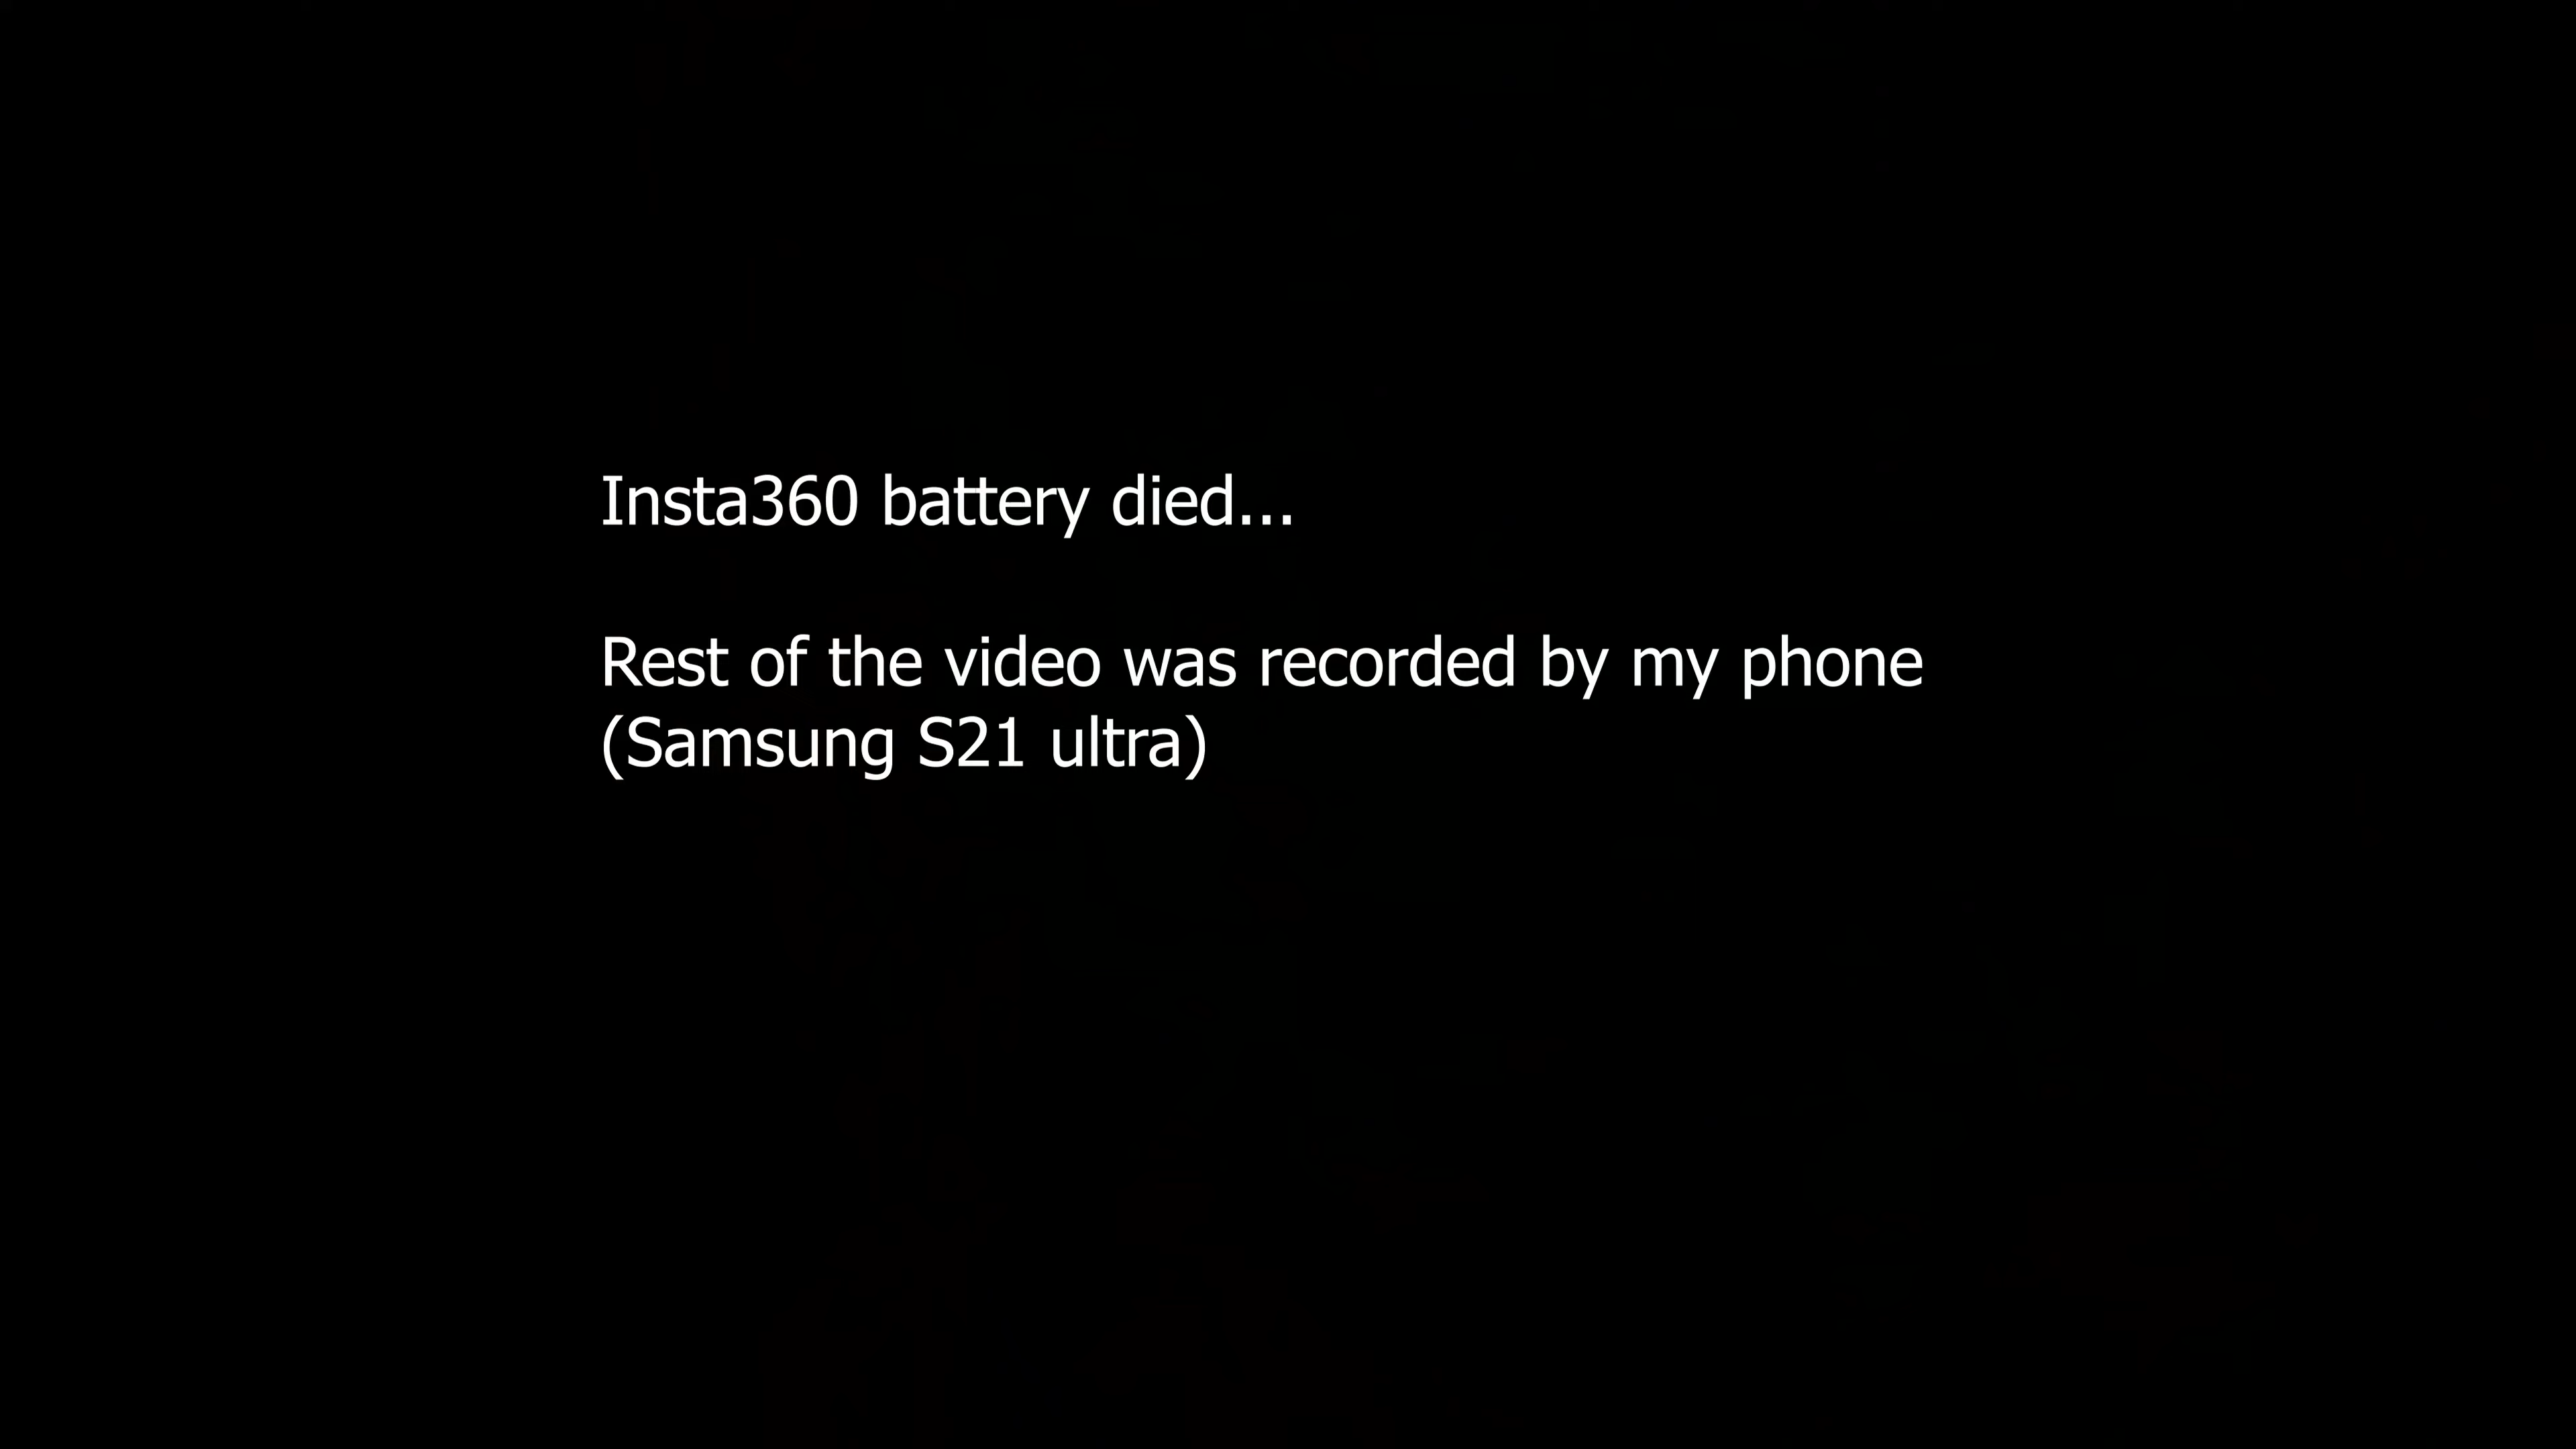 Insta360 battery died...
Rest of the video was recorded by my phone
(Samsung S21 ultra)